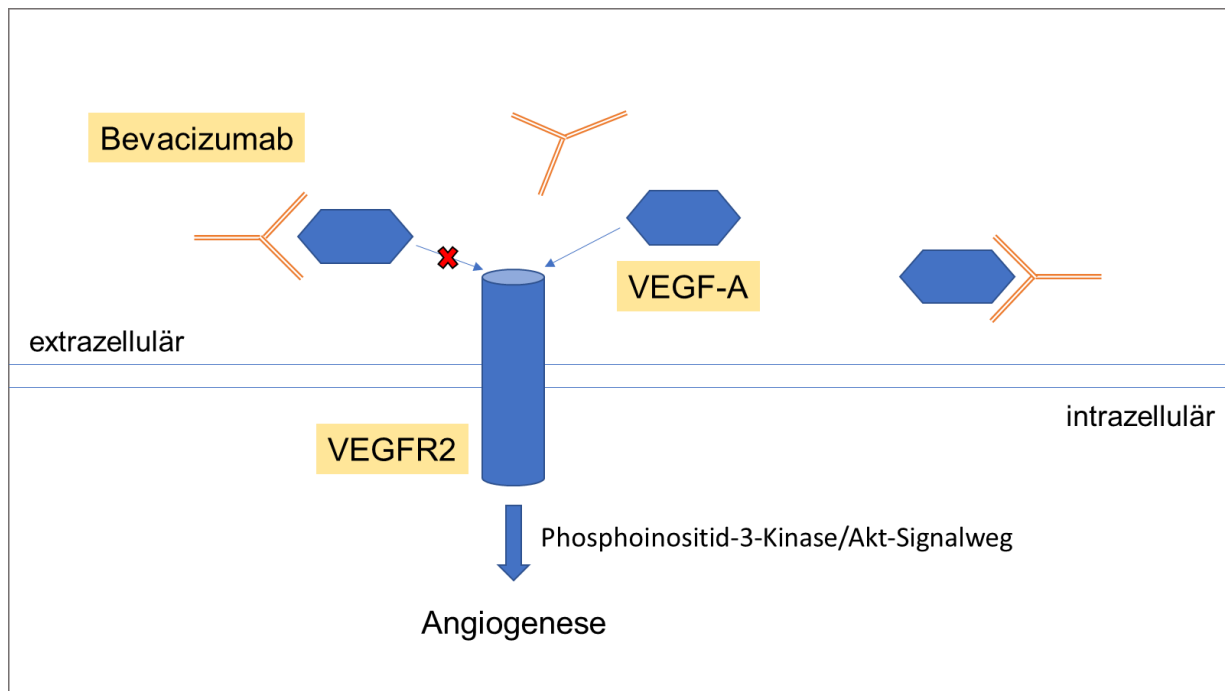 Bevacizumab
VEGF-A
extrazellulär
intrazellulär
VEGFR2
Phosphoinositid-3-Kinase/Akt-Signalweg
Angiogenese